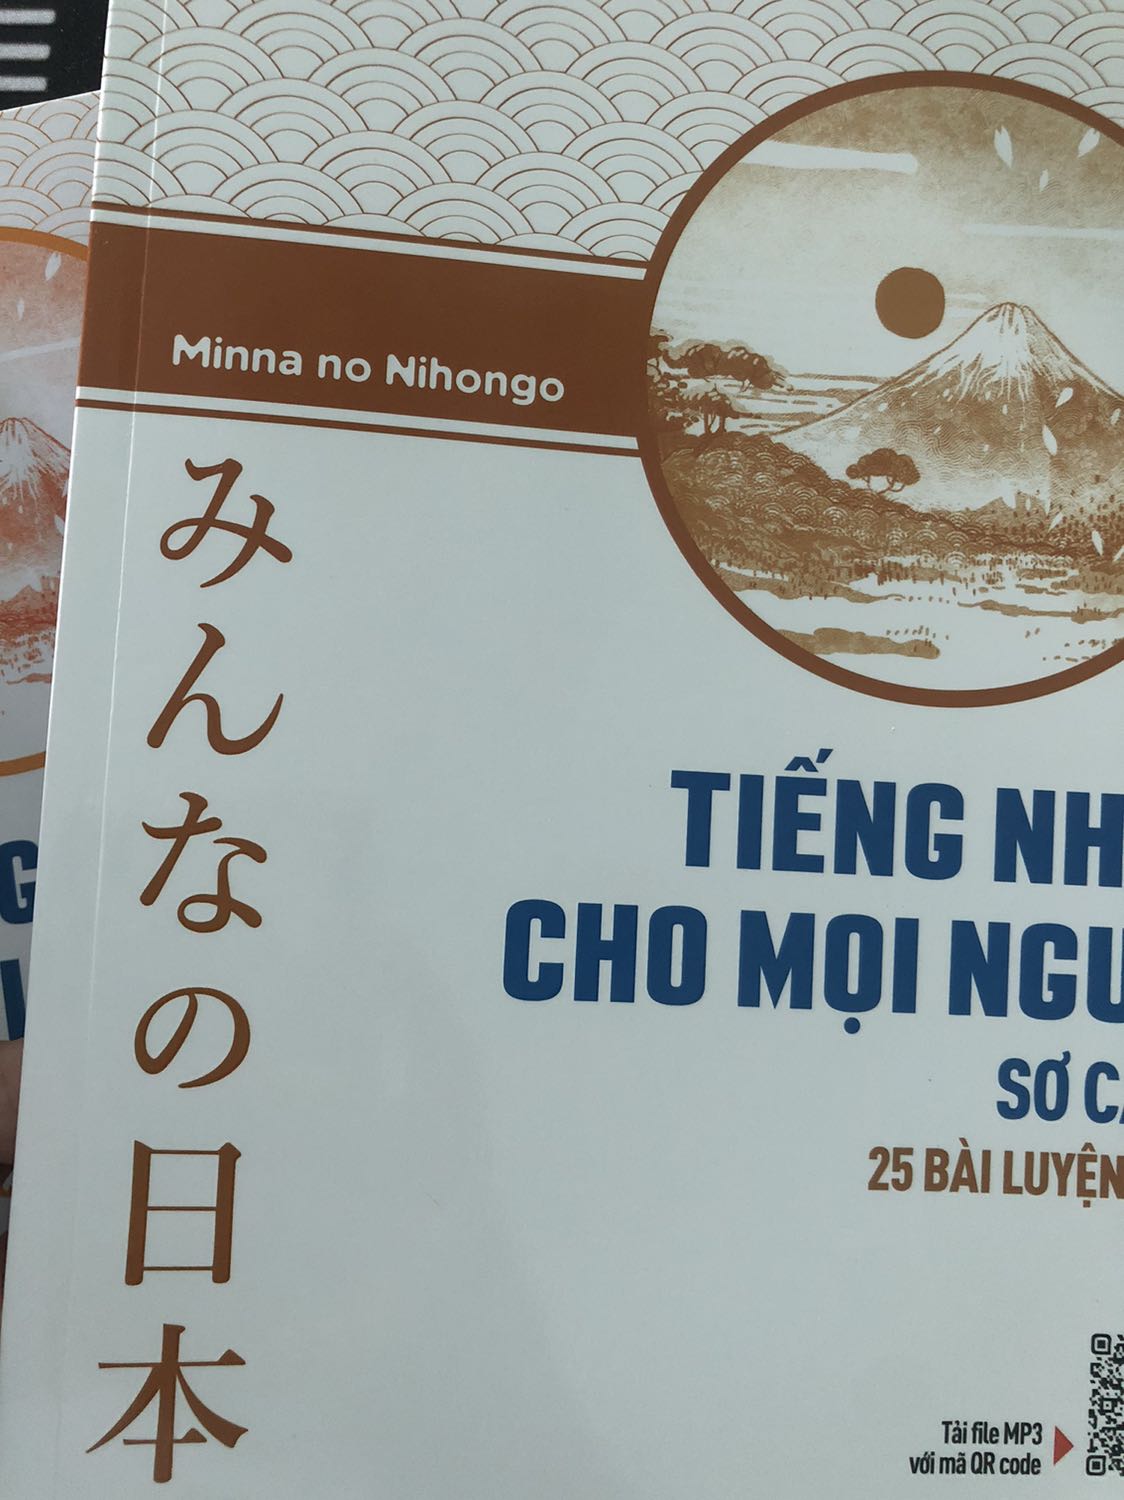 Minna no Nihongo
みんなの日本
TIẾNG NH
CHO MỌI NGƯ
SƠ C
25 BÀI LUYỆN
Tải file MP3
với mã QR code